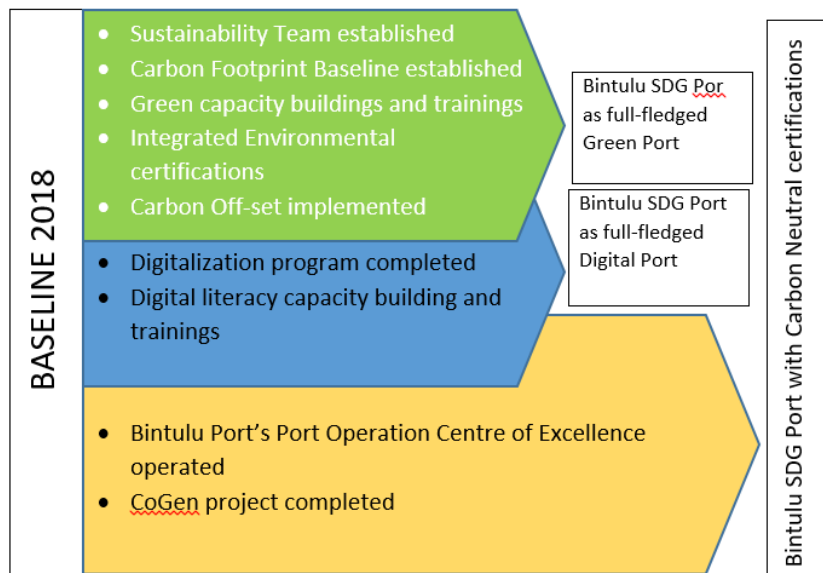 BASELINE 2018
• Sustainability Team established
• Carbon Footprint Baseline established
• Green capacity buildings and trainings
• Integrated Environmental
certifications
• Carbon Off-set implemented
Bintulu SDG Por
as full-fledged
Green Port
• Digitalization program completed
• Digital literacy capacity building and
trainings
Bintulu SDG Port
as full-fledged
Digital Port
• Bintulu Port's Port Operation Centre of Excellence
operated
• CoGen project completed
Bintulu SDG Port with Carbon Neutral certifications